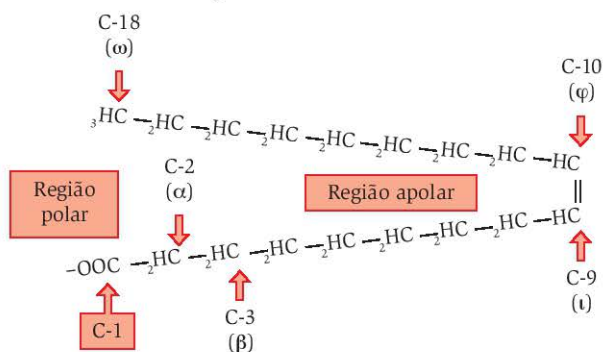 C-18
(ω)
C-10
(φ)
₃HC – ₂HC – ₂HC – ₂HC – ₂HC – ₂HC – ₂HC – ₂HC – HC
C-2
(α)
Região
polar
Região apolar
||
–OOC – ₂HC – ₂HC – ₂HC – ₂HC – ₂HC – ₂HC – ₂HC – HC
C-1
C-3
(β)
C-9
(ι)